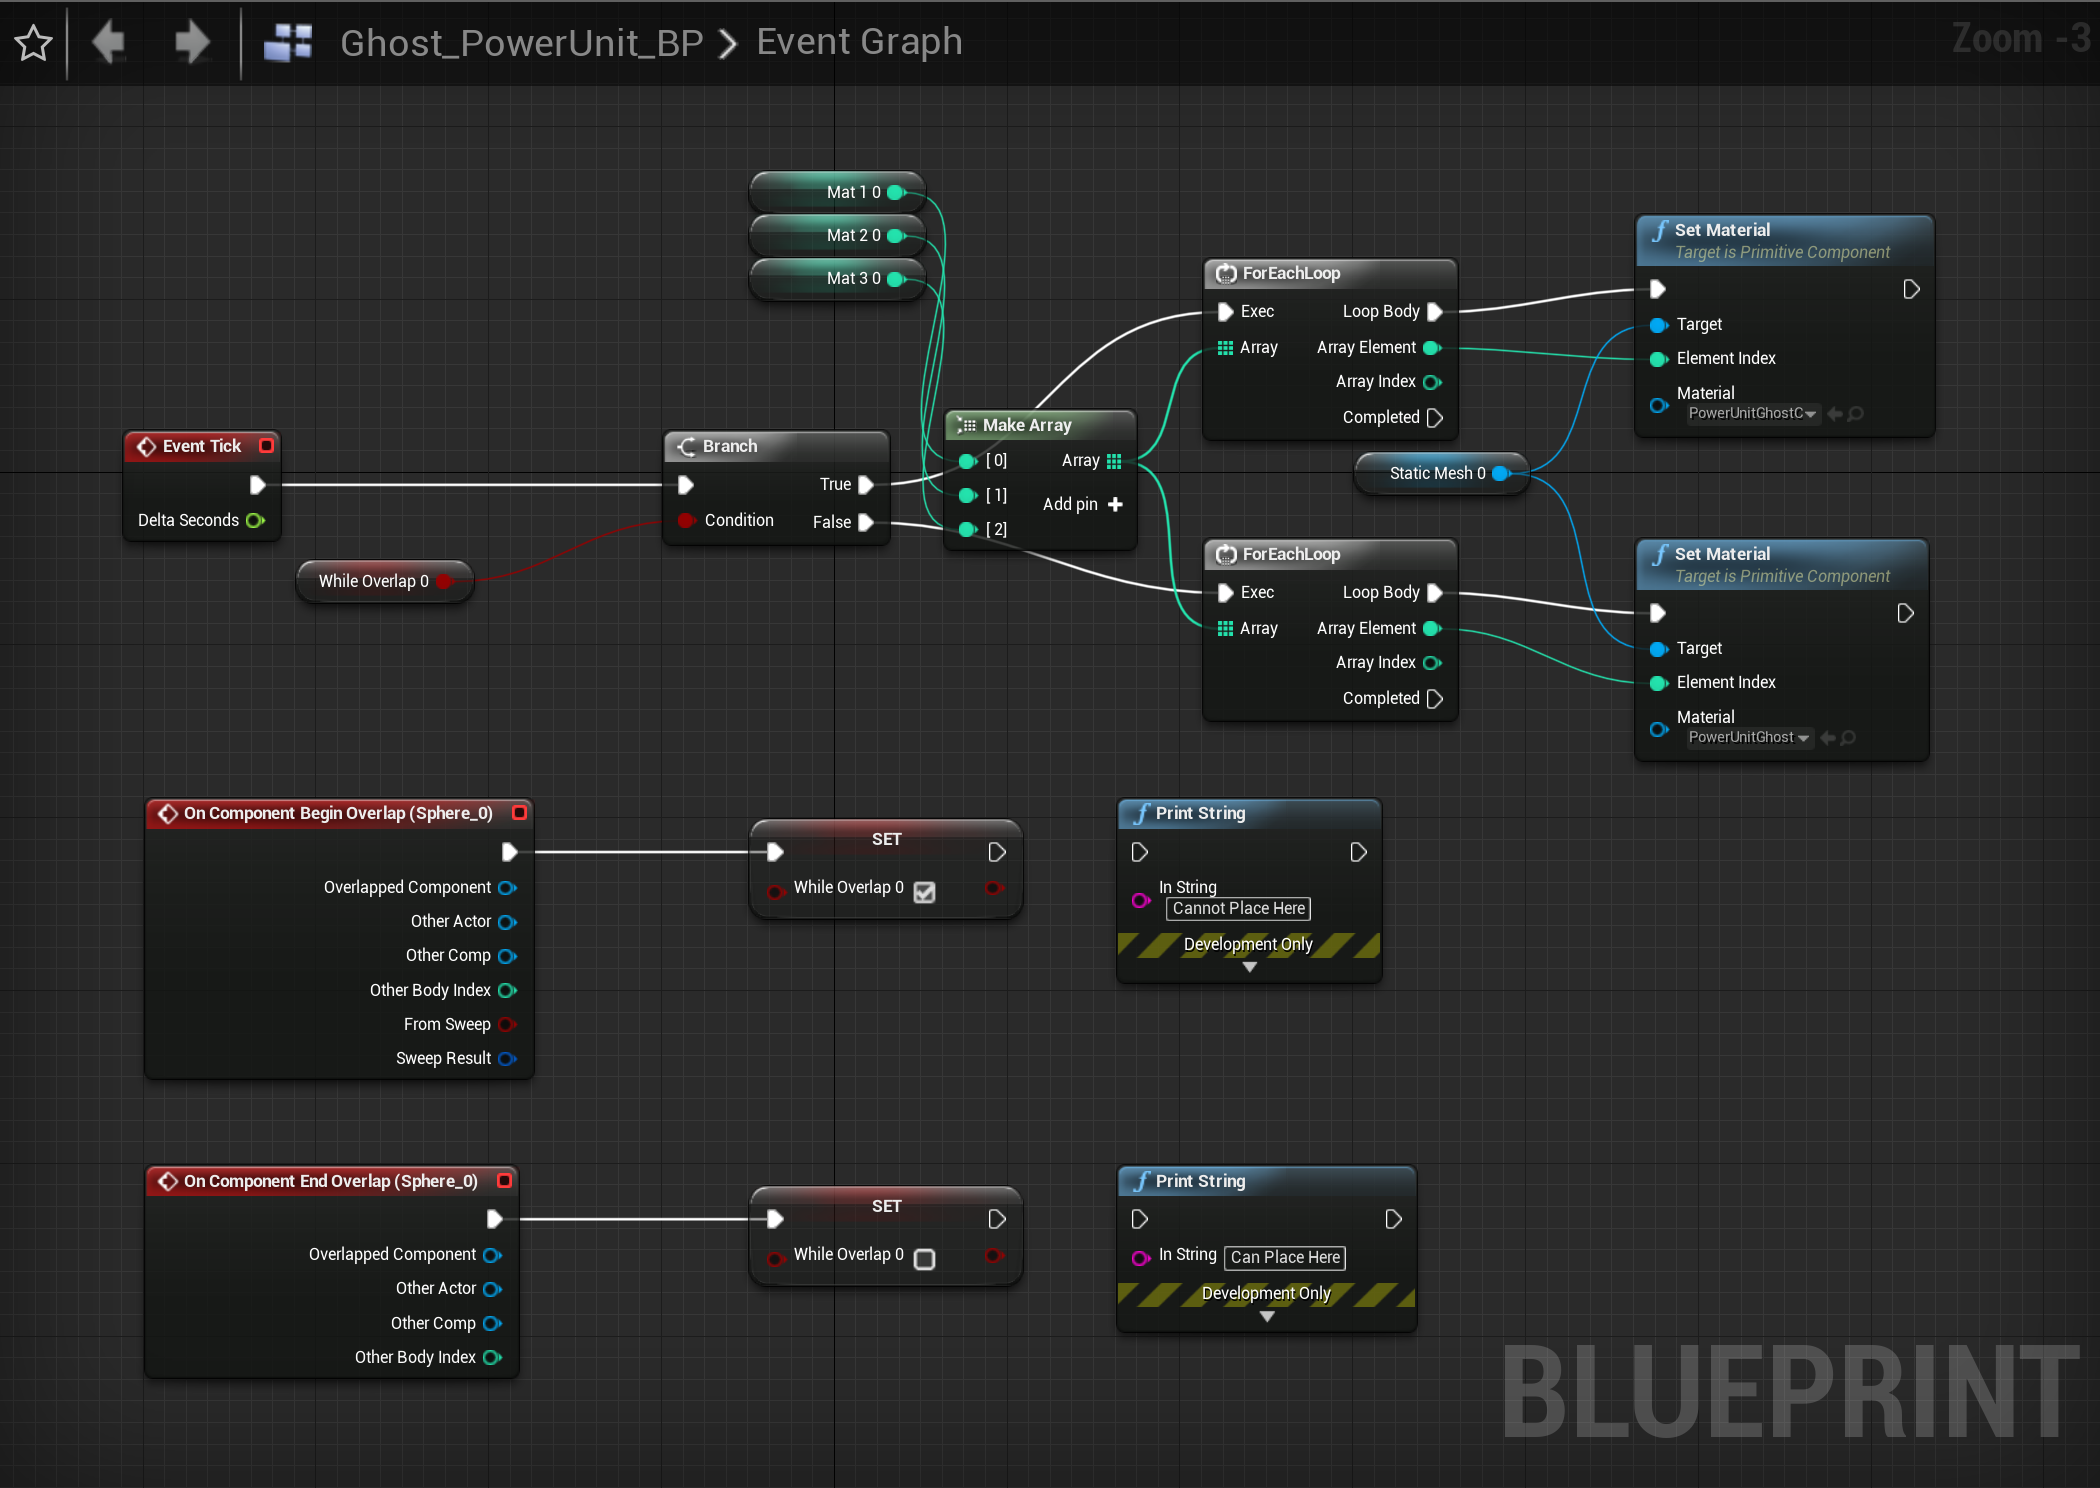 Ghost_PowerUnit_BP > Event Graph
Zoom -3
Mat 1 0
Mat 2 0
Mat 3 0
Event Tick
Delta Seconds
While Overlap 0
Branch
True
Condition
False
Make Array
[0]
Array
[1]
Add pin
[2]
ForEachLoop
Exec
Loop Body
Array
Array Element
Array Index
Completed
Set Material
Target is Primitive Component
Target
Element Index
Material
PowerUnitGhostC
Static Mesh 0
ForEachLoop
Exec
Loop Body
Array
Array Element
Array Index
Completed
Set Material
Target is Primitive Component
Target
Element Index
Material
PowerUnitGhost
On Component Begin Overlap (Sphere_0)
Overlapped Component
Other Actor
Other Comp
Other Body Index
From Sweep
Sweep Result
SET
While Overlap 0
Print String
In String
Cannot Place Here
Development Only
On Component End Overlap (Sphere_0)
Overlapped Component
Other Actor
Other Comp
Other Body Index
SET
While Overlap 0
Print String
In String Can Place Here
Development Only
BLUEPRINT